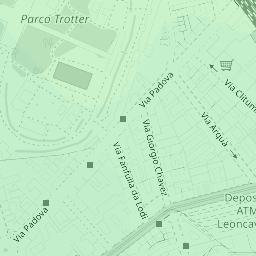 Parco Trotter
Via Padova
Via Clitum
Via Arquà
Via Giorgio Chavez
Via Fanfulla da Lodi
Depos
ATM
Leoncav
Via Padova